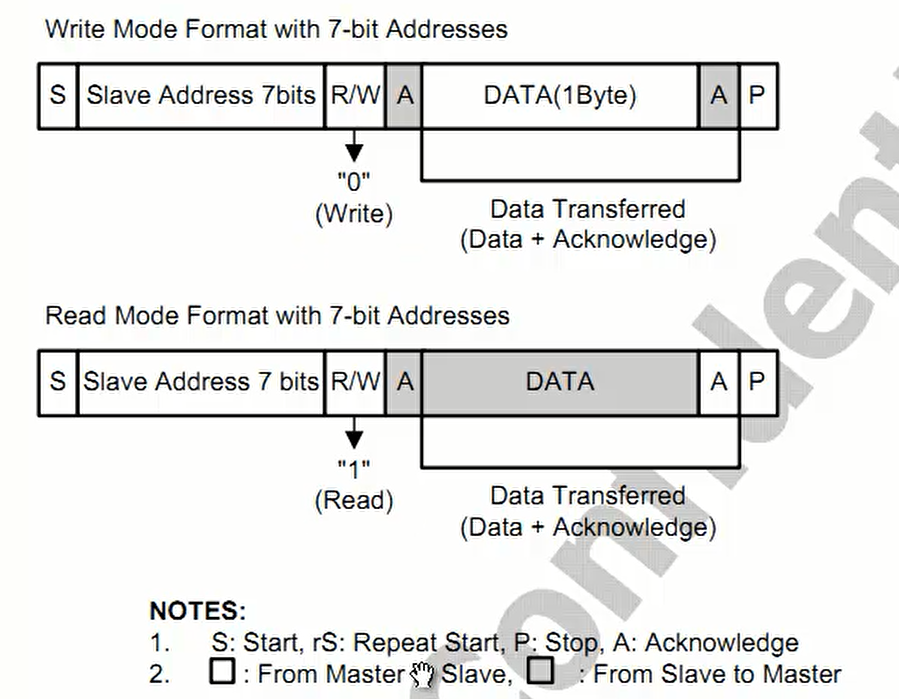 Write Mode Format with 7-bit Addresses
S Slave Address 7bits R/W A DATA(1Byte) A P
"0"
(Write)
Data Transferred
(Data + Acknowledge)
Read Mode Format with 7-bit Addresses
S Slave Address 7 bits R/W A DATA A P
"1"
(Read)
Data Transferred
(Data + Acknowledge)
NOTES:
1. S: Start, rS: Repeat Start, P: Stop, A: Acknowledge
2. : From Master Slave, : From Slave to Master